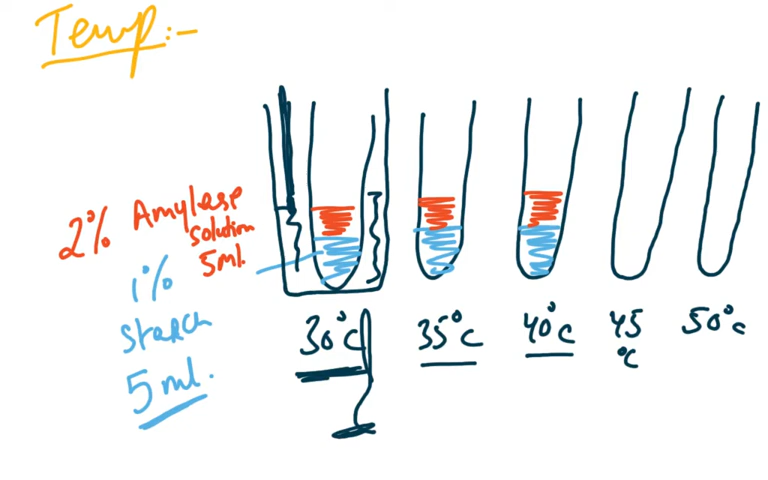 Temp:-
2% Amylase
solution
5ml.
1%
starch
5ml.
30°C
35°C
40°C
45
°C
50°C